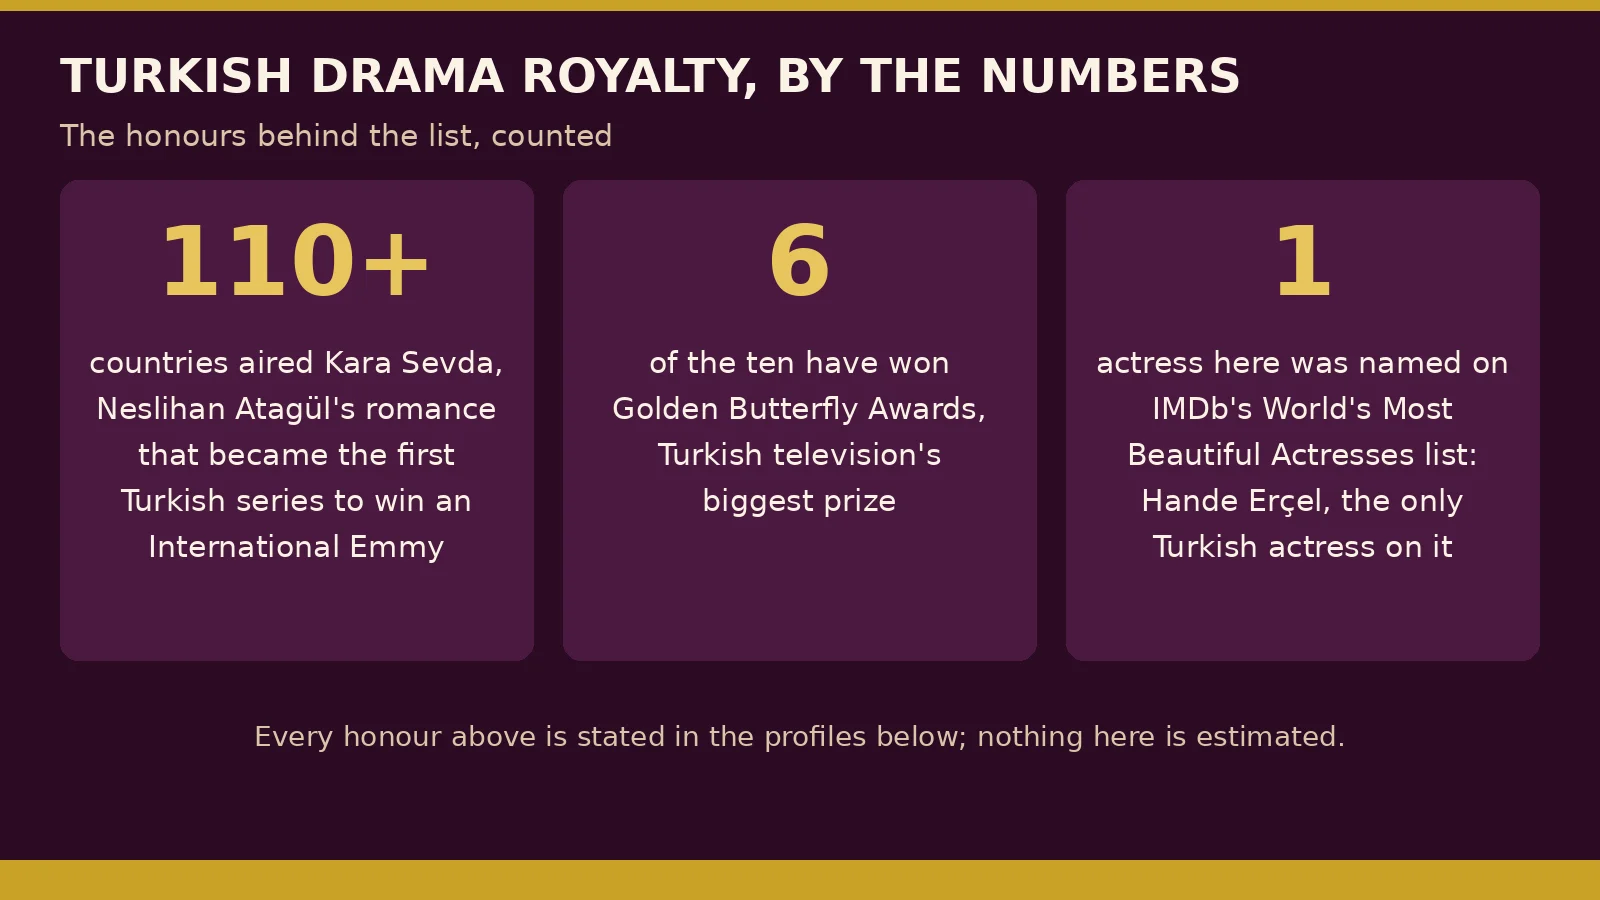 TURKISH DRAMA ROYALTY, BY THE NUMBERS
The honours behind the list, counted
110+
countries aired Kara Sevda,
Neslihan Atagül's romance
that became the first
Turkish series to win an
International Emmy
6
of the ten have won
Golden Butterfly Awards,
Turkish television's
biggest prize
1
actress here was named on
IMDb's World's Most
Beautiful Actresses list:
Hande Erçel, the only
Turkish actress on it
Every honour above is stated in the profiles below; nothing here is estimated.